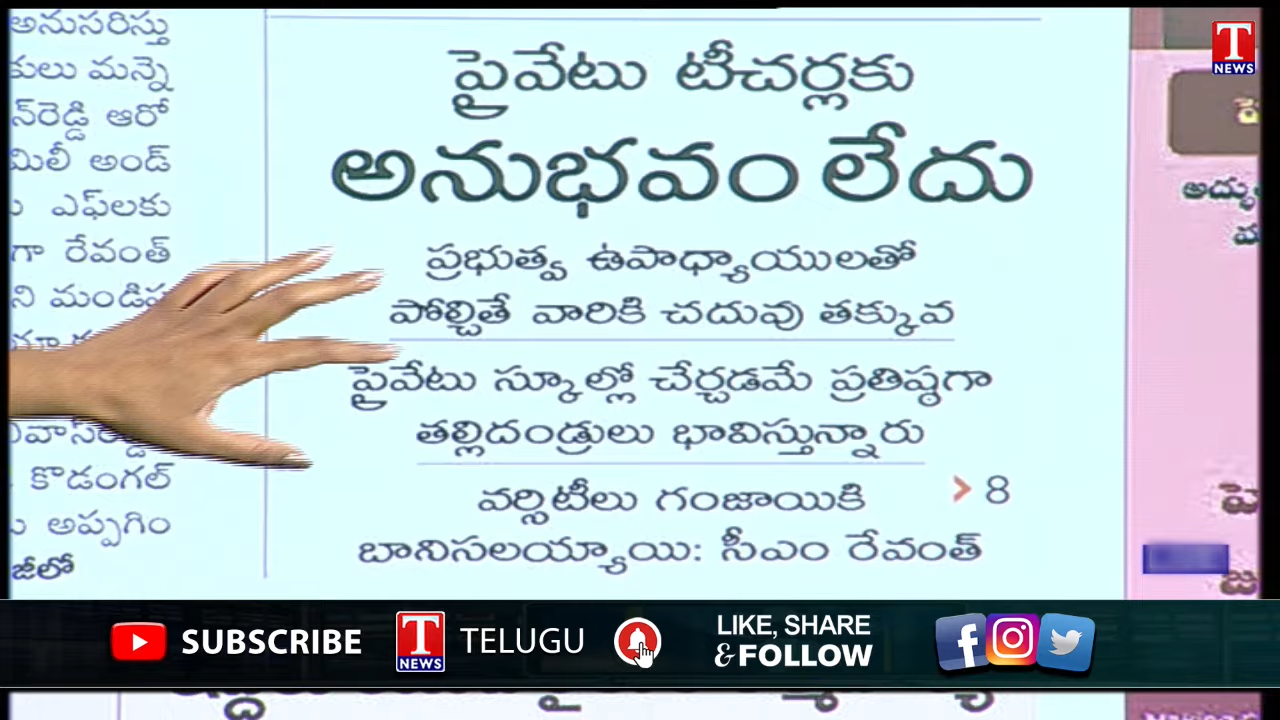 అనుసరిస్తు
కులు మన్నె
న్‌రెడ్డి ఆరో
మిలీ అండ్
ఎఫ్‌లకు
గా రేవంత్
ని
కొడంగల్
అప్పగిం
జీలో
ప్రైవేటు టీచర్లకు
అనుభవం లేదు
ప్రభుత్వ ఉపాధ్యాయులతో
పోల్చితే వారికి చదువు తక్కువ
ప్రైవేటు స్కూల్లో చేర్చడమే ప్రతిష్ఠగా
తల్లిదండ్రులు భావిస్తున్నారు
వర్సిటీలు గంజాయికి > 8
బానిసలయ్యాయి: సీఎం రేవంత్
T NEWS
SUBSCRIBE
T NEWS
TELUGU
LIKE, SHARE
& FOLLOW